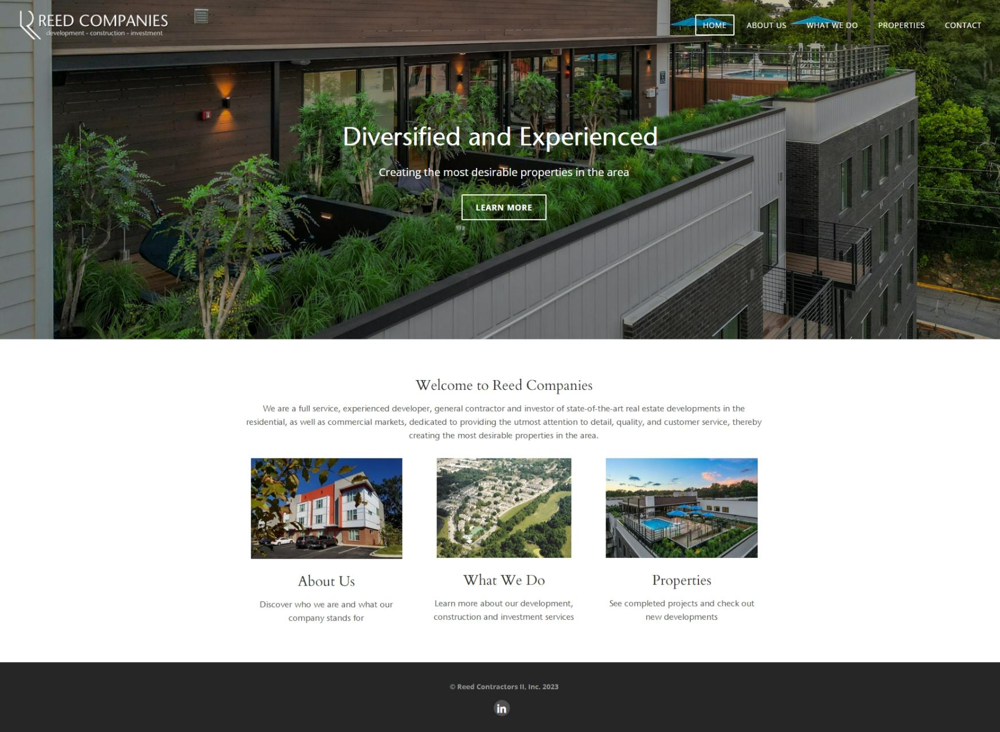 REED COMPANIES
development - construction - investment
HOME
ABOUT US
WHAT WE DO
PROPERTIES
CONTACT
Diversified and Experienced
Creating the most desirable properties in the area
LEARN MORE
Welcome to Reed Companies
We are a full service, experienced developer, general contractor and investor of state-of-the-art real estate developments in the
residential, as well as commercial markets, dedicated to providing the utmost attention to detail, quality, and customer service, thereby
creating the most desirable properties in the area.
About Us
Discover who we are and what our
company stands for
What We Do
Learn more about our development,
construction and investment services
Properties
See completed projects and check out
new developments
© Reed Contractors II, Inc. 2023
in